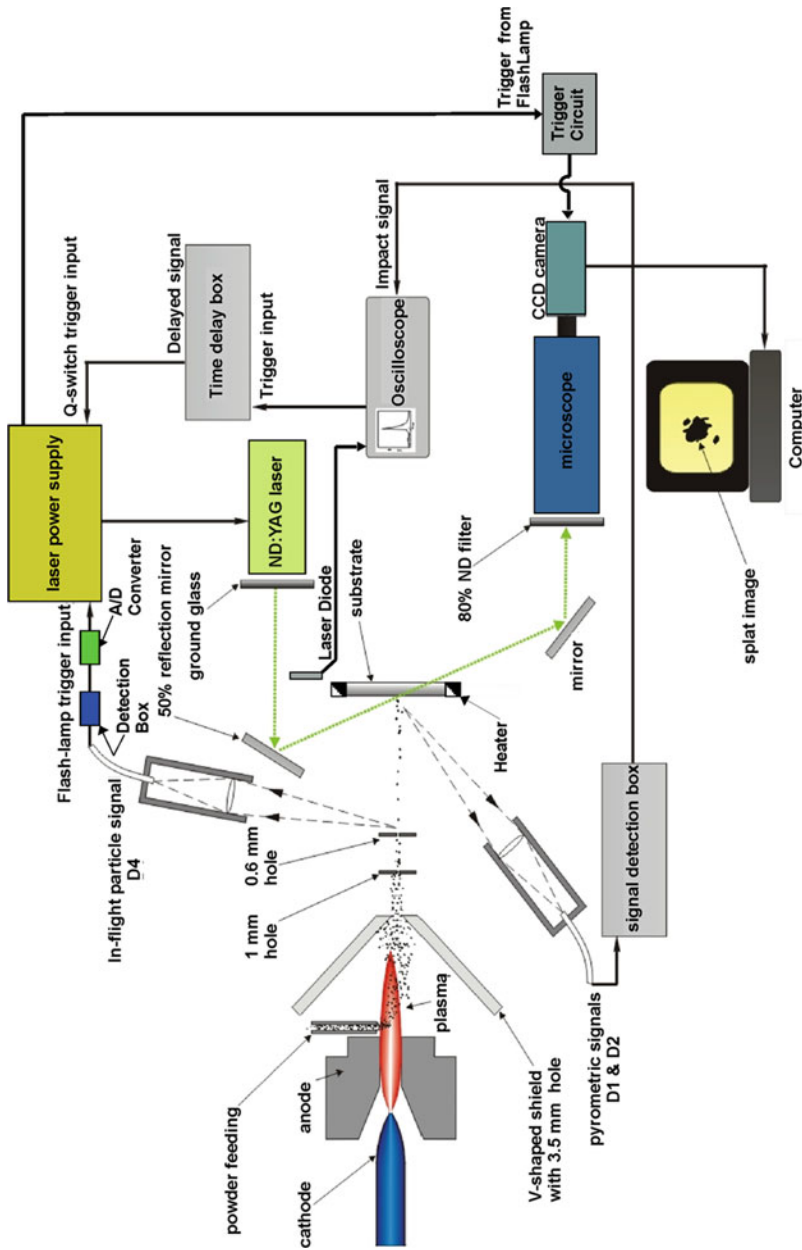 Flash-lamp trigger input
A/D
Converter
Detection
Box
In-flight particle signal
D4
laser power supply
Q-switch trigger input
Delayed signal
Time delay box
Trigger input
ND:YAG laser
50% reflection mirror
ground glass
Laser Diode
Oscilloscope
Impact signal
Trigger from
FlashLamp
Trigger
Circuit
CCD camera
microscope
80% ND filter
mirror
substrate
Heater
0.6 mm
hole
1 mm
hole
powder feeding
anode
cathode
plasma
V-shaped shield
with 3.5 mm hole
pyrometric signals
D1 & D2
signal detection box
splat image
Computer